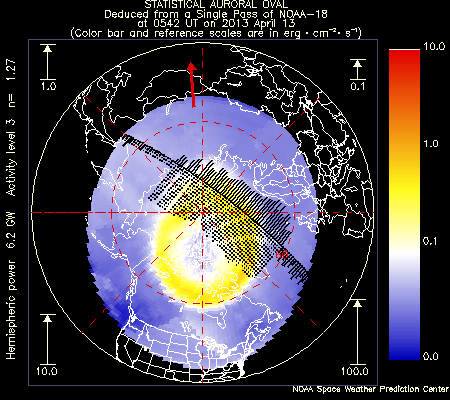 STATISTICAL AURORAL OVAL
Deduced from a Single Pass of NOAA-18
at 0542 UT on 2013 April 13
(Color bar and reference scales are in erg·cm⁻²·s⁻¹)
Hemispheric power 6.2 GW Activity level 3 n= 1.27
1.0
0.1
10.0
100.0
10.0
1.0
0.1
0.0
NOAA Space Weather Prediction Center